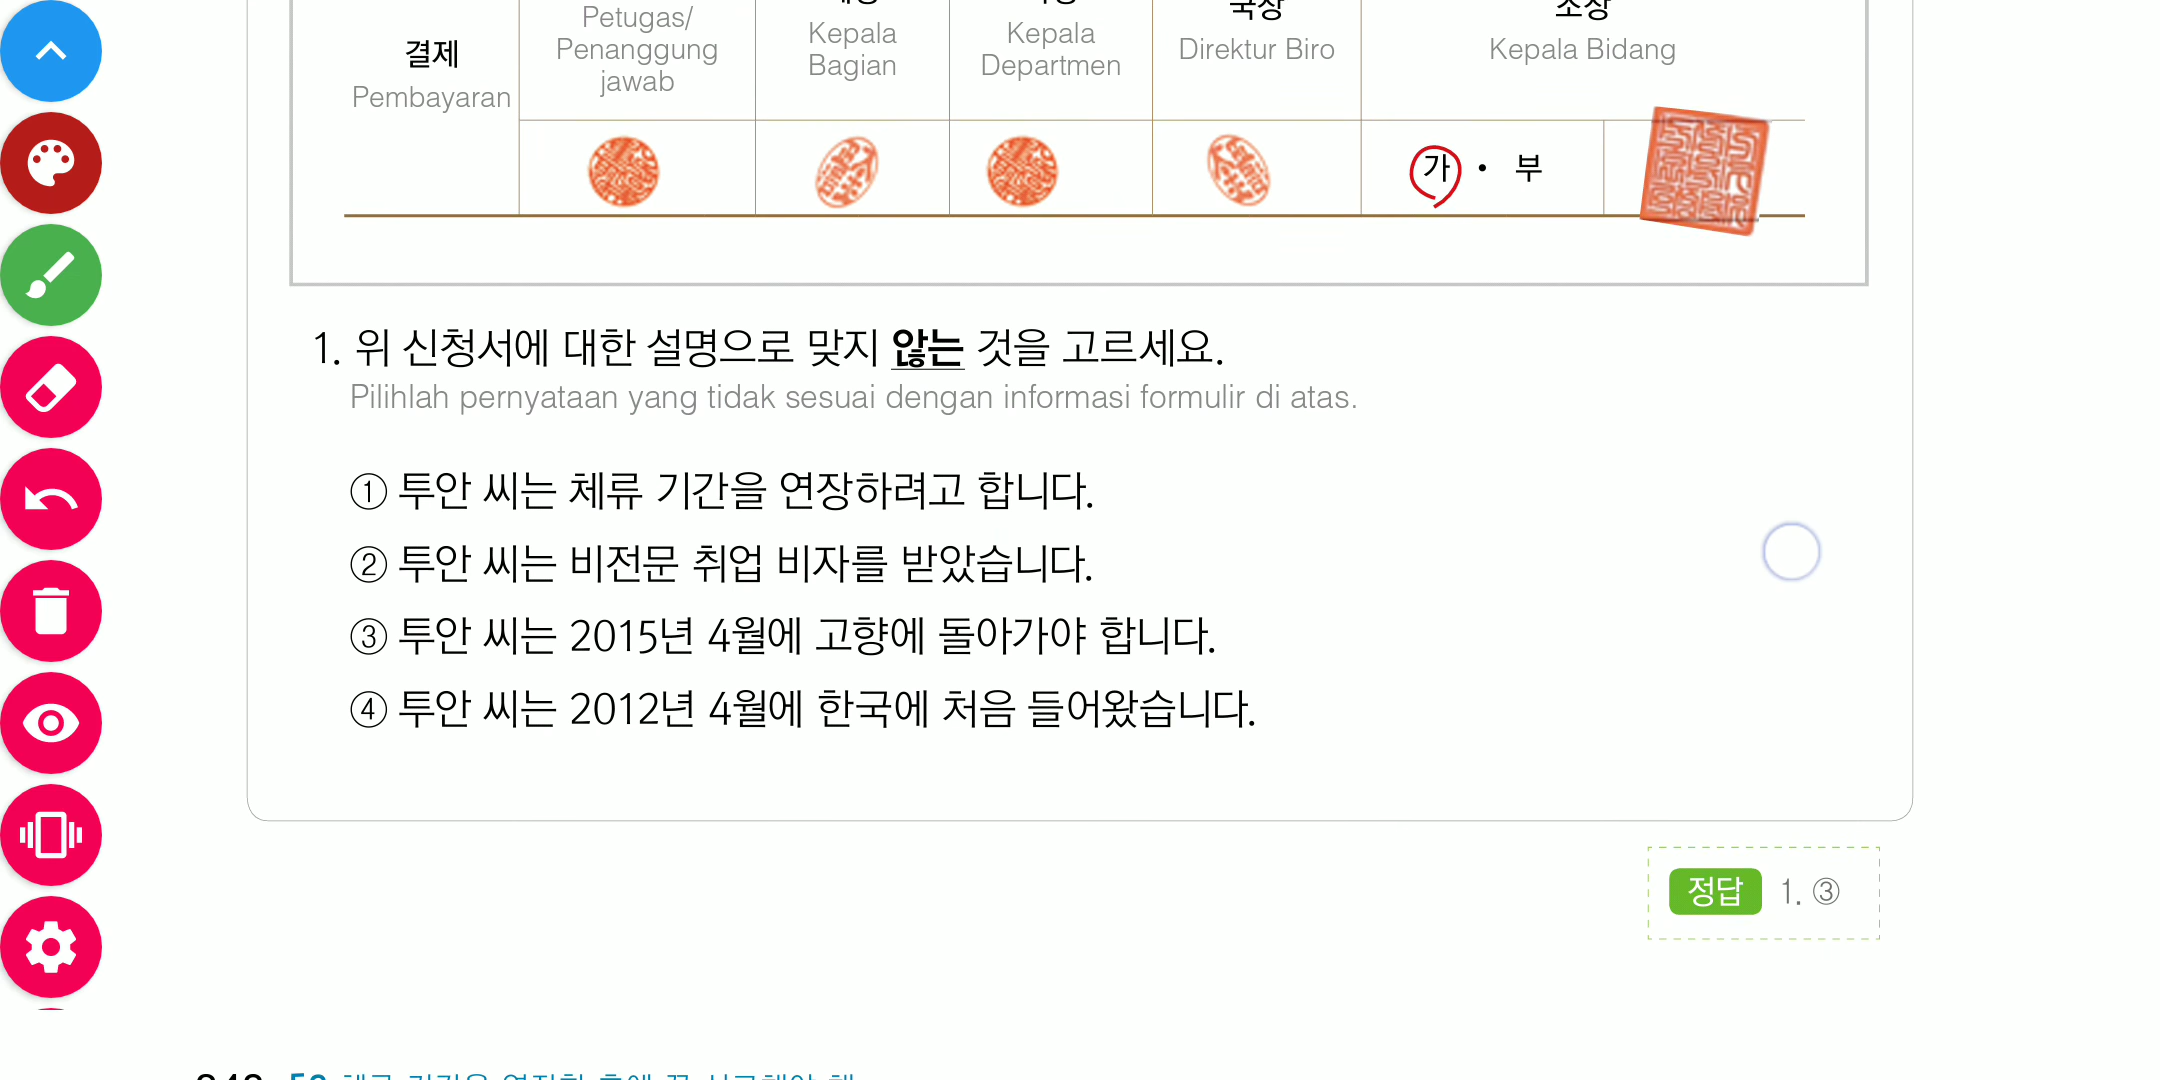 Petugas/
Penanggung
jawab
Kepala
Bagian
Kepala
Departmen
국장
Direktur Biro
소장
Kepala Bidang
결제
Pembayaran
가 • 부
1. 위 신청서에 대한 설명으로 맞지 않는 것을 고르세요.
Pilihlah pernyataan yang tidak sesuai dengan informasi formulir di atas.
① 투안 씨는 체류 기간을 연장하려고 합니다.
② 투안 씨는 비전문 취업 비자를 받았습니다.
③ 투안 씨는 2015년 4월에 고향에 돌아가야 합니다.
④ 투안 씨는 2012년 4월에 한국에 처음 들어왔습니다.
정답 1. ③